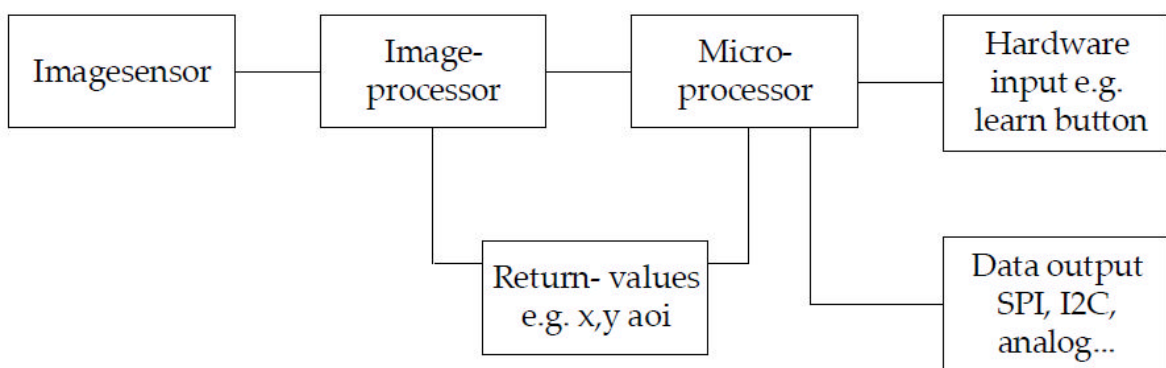 Imagesensor
Image-
processor
Micro-
processor
Hardware
input e.g.
learn button
Return- values
e.g. x,y aoi
Data output
SPI, I2C,
analog...